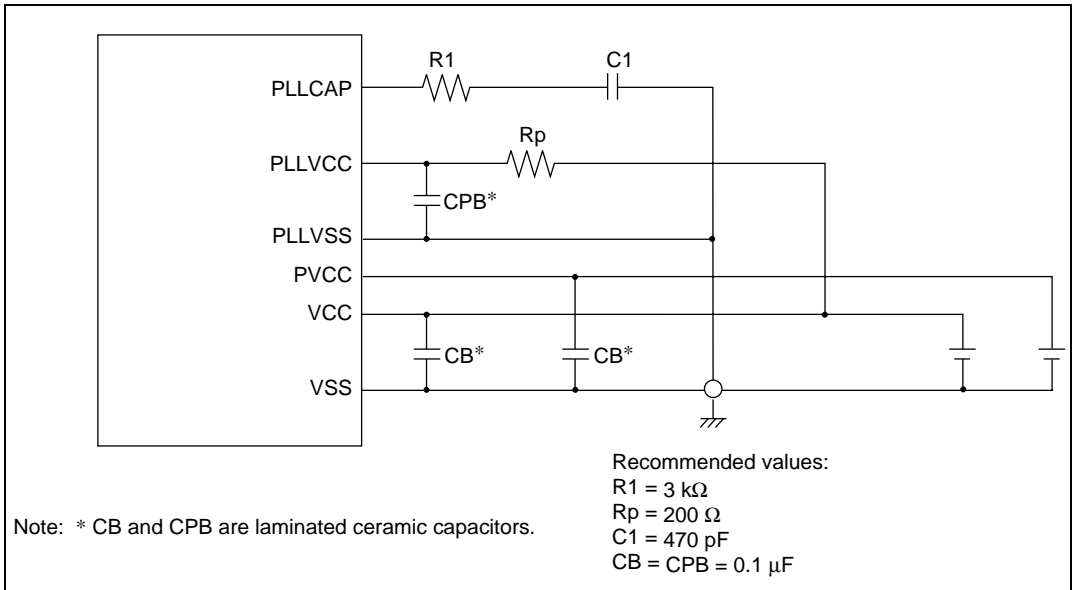 R1
C1
PLLCAP
Rp
PLLVCC
CPB*
PLLVSS
PVCC
VCC
CB*
CB*
VSS
Recommended values:
R1 = 3 kΩ
Rp = 200 Ω
C1 = 470 pF
CB = CPB = 0.1 μF
Note: * CB and CPB are laminated ceramic capacitors.